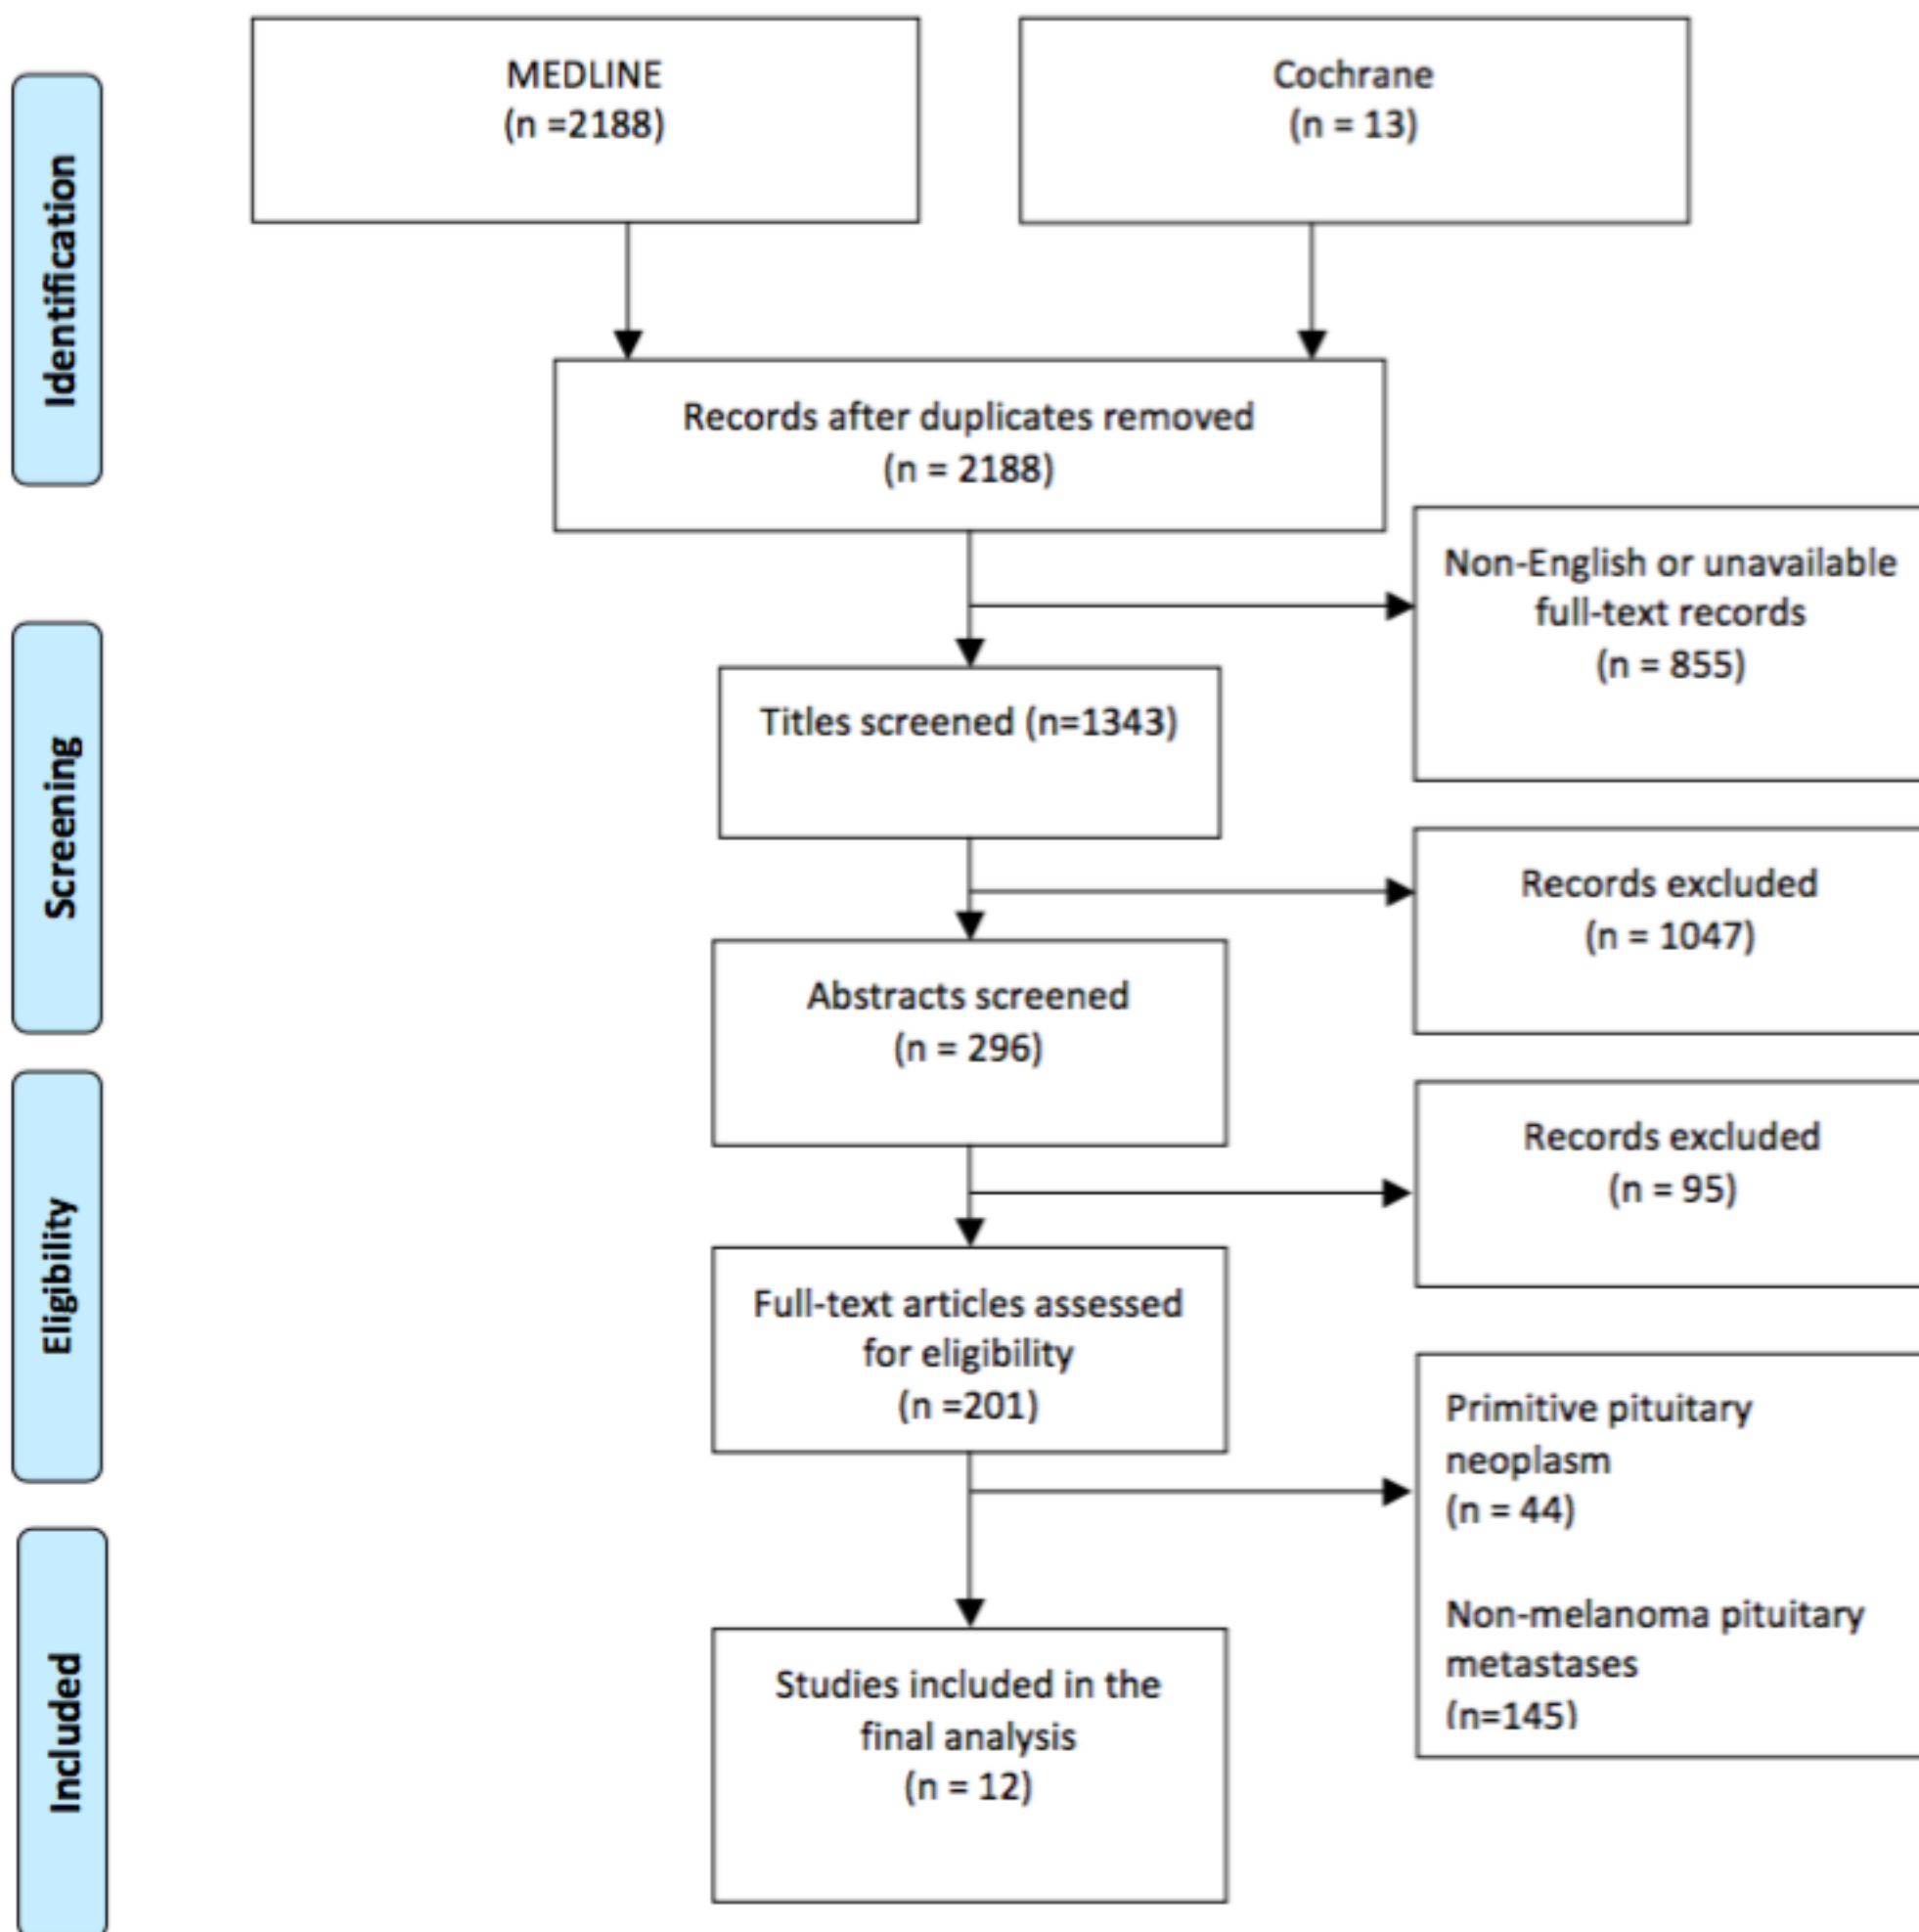 Identification
MEDLINE
(n =2188)
Cochrane
(n = 13)
Records after duplicates removed
(n = 2188)
Non-English or unavailable
full-text records
(n = 855)
Screening
Titles screened (n=1343)
Records excluded
(n = 1047)
Abstracts screened
(n = 296)
Eligibility
Records excluded
(n = 95)
Full-text articles assessed
for eligibility
(n =201)
Primitive pituitary
neoplasm
(n = 44)
Non-melanoma pituitary
metastases
(n=145)
Included
Studies included in the
final analysis
(n = 12)